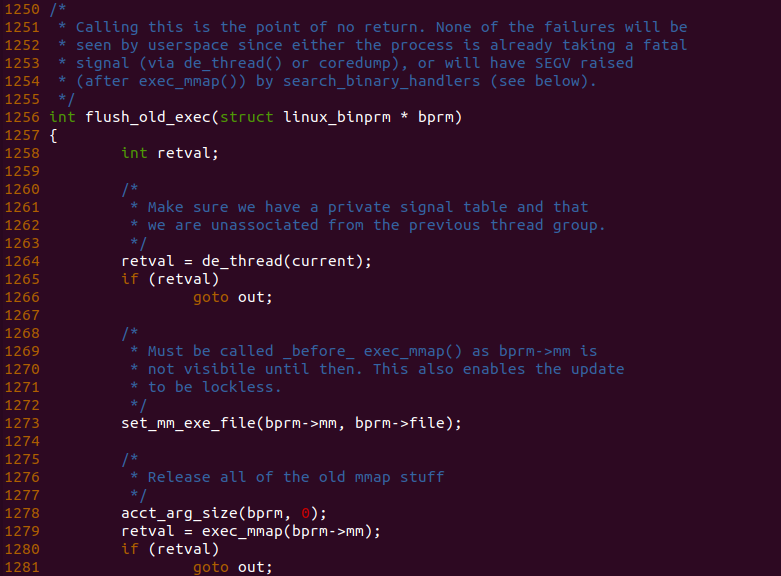 1250 /*
1251  * Calling this is the point of no return. None of the failures will be
1252  * seen by userspace since either the process is already taking a fatal
1253  * signal (via de_thread() or coredump), or will have SEGV raised
1254  * (after exec_mmap()) by search_binary_handlers (see below).
1255  */
1256 int flush_old_exec(struct linux_binprm * bprm)
1257 {
1258         int retval;
1259
1260         /*
1261          * Make sure we have a private signal table and that
1262          * we are unassociated from the previous thread group.
1263          */
1264         retval = de_thread(current);
1265         if (retval)
1266                 goto out;
1267
1268         /*
1269          * Must be called _before_ exec_mmap() as bprm->mm is
1270          * not visibile until then. This also enables the update
1271          * to be lockless.
1272          */
1273         set_mm_exe_file(bprm->mm, bprm->file);
1274
1275         /*
1276          * Release all of the old mmap stuff
1277          */
1278         acct_arg_size(bprm, 0);
1279         retval = exec_mmap(bprm->mm);
1280         if (retval)
1281                 goto out;